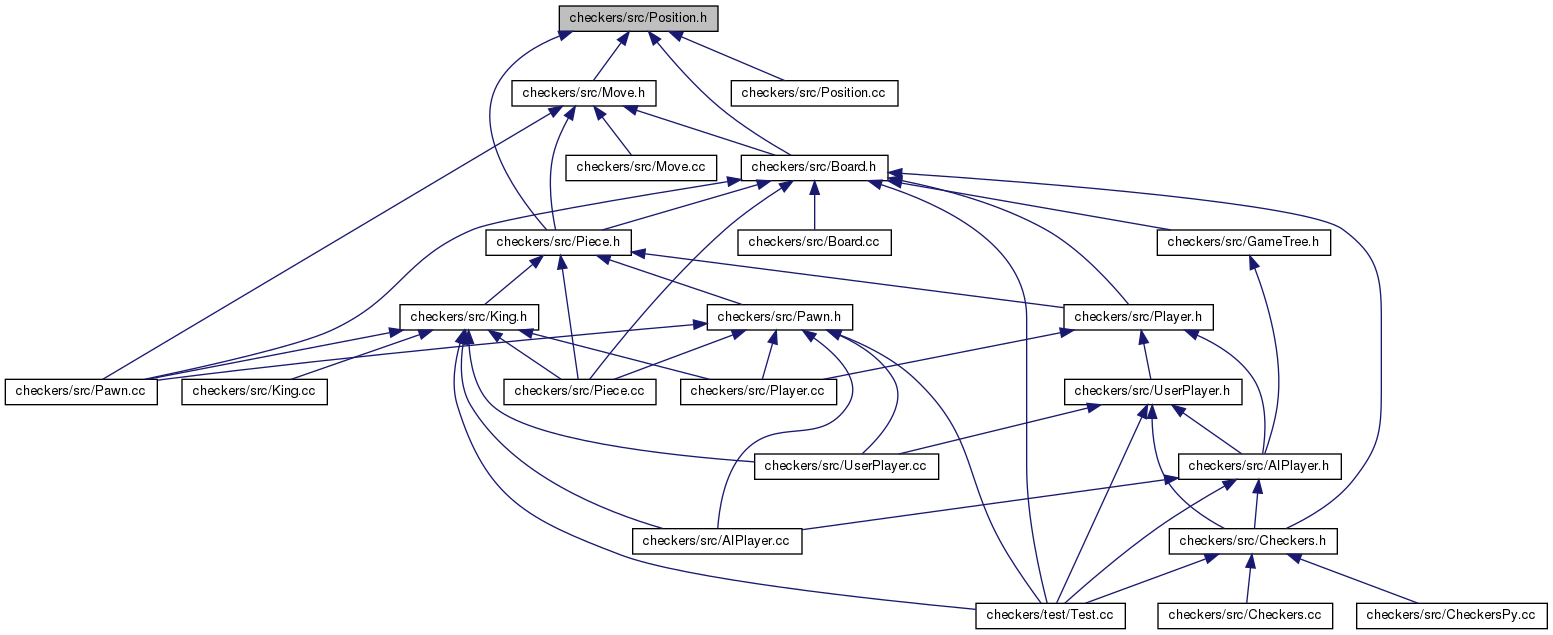 checkers/src/Position.h
checkers/src/Move.h
checkers/src/Position.cc
checkers/src/Move.cc
checkers/src/Board.h
checkers/src/Piece.h
checkers/src/Board.cc
checkers/src/GameTree.h
checkers/src/King.h
checkers/src/Pawn.h
checkers/src/Player.h
checkers/src/Pawn.cc
checkers/src/King.cc
checkers/src/Piece.cc
checkers/src/Player.cc
checkers/src/UserPlayer.h
checkers/src/UserPlayer.cc
checkers/src/AIPlayer.h
checkers/src/AIPlayer.cc
checkers/src/Checkers.h
checkers/test/Test.cc
checkers/src/Checkers.cc
checkers/src/CheckersPy.cc